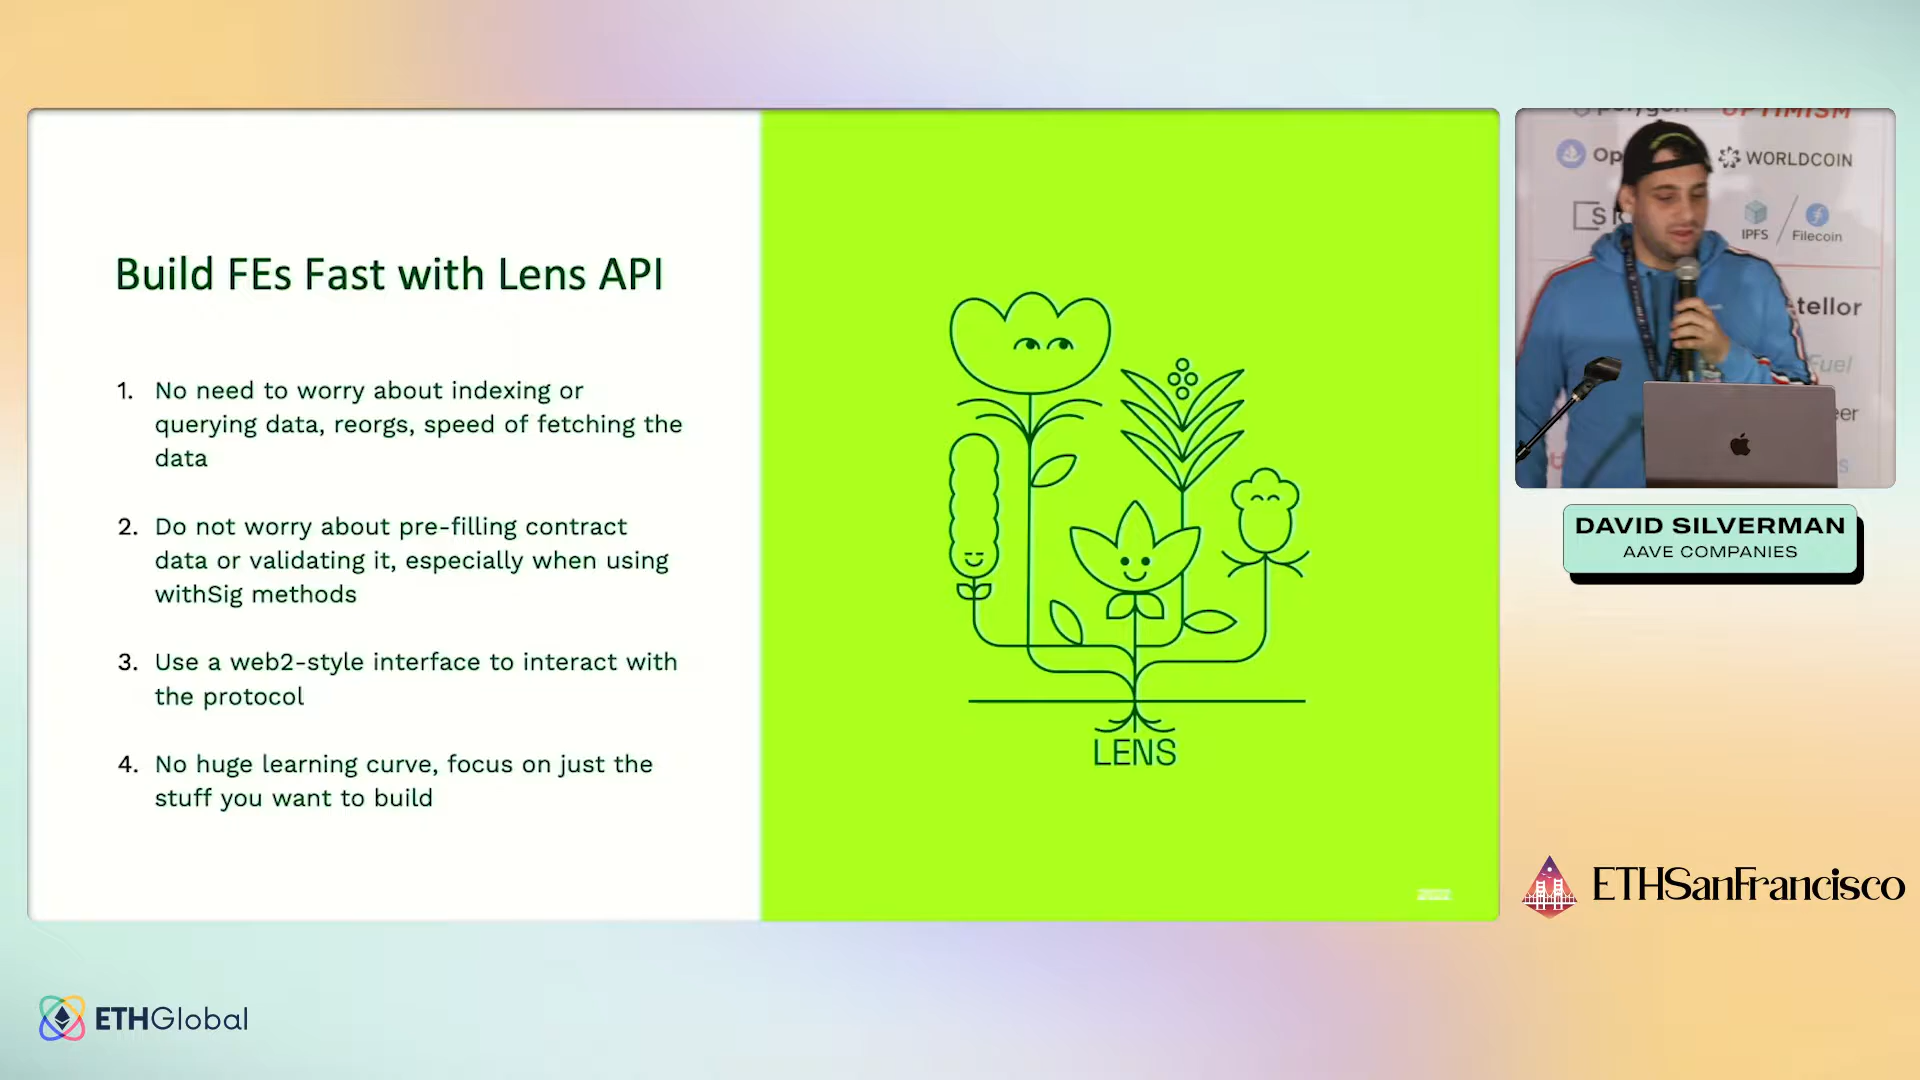 Build FEs Fast with Lens API
1. No need to worry about indexing or
querying data, reorgs, speed of fetching the
data
2. Do not worry about pre-filling contract
data or validating it, especially when using
withSig methods
3. Use a web2-style interface to interact with
the protocol
4. No huge learning curve, focus on just the
stuff you want to build
LENS
OPTIMISM
WORLDCOIN
IPFS
Filecoin
tellor
DAVID SILVERMAN
AAVE COMPANIES
ETHSanFrancisco
ETHGlobal